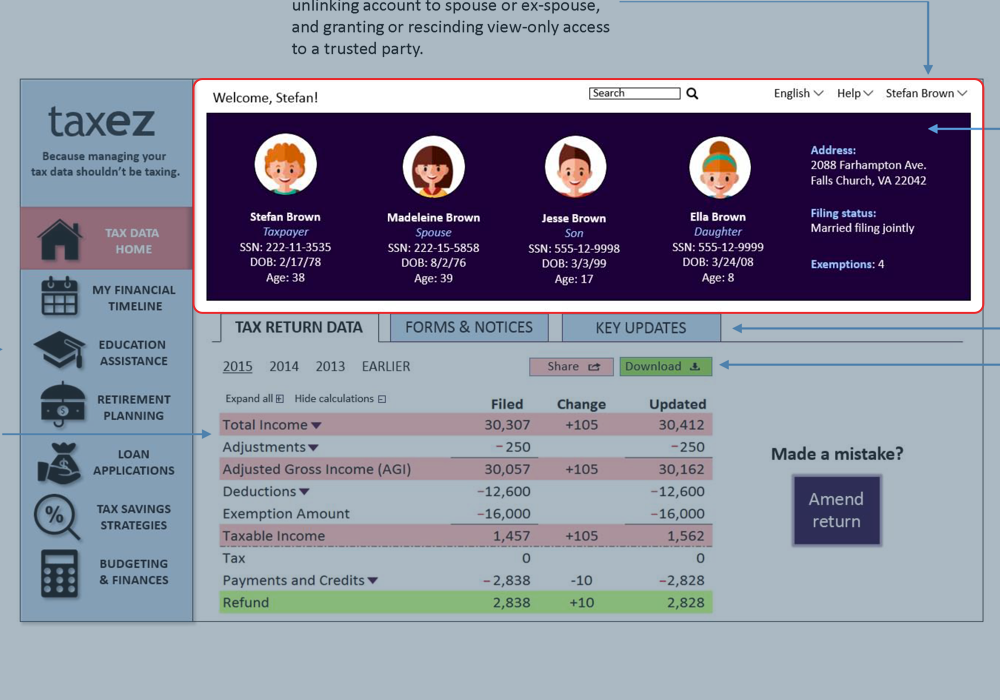 unlinking account to spouse or ex-spouse,
and granting or rescinding view-only access
to a trusted party.
taxez
Because managing your
tax data shouldn't be taxing.
TAX DATA
HOME
MY FINANCIAL
TIMELINE
EDUCATION
ASSISTANCE
RETIREMENT
PLANNING
LOAN
APPLICATIONS
TAX SAVINGS
STRATEGIES
BUDGETING
& FINANCES
Welcome, Stefan!
Search
English
Help
Stefan Brown
Stefan Brown
Taxpayer
SSN: 222-11-3535
DOB: 2/17/78
Age: 38
Madeleine Brown
Spouse
SSN: 222-15-5858
DOB: 8/2/76
Age: 39
Jesse Brown
Son
SSN: 555-12-9998
DOB: 3/3/99
Age: 17
Ella Brown
Daughter
SSN: 555-12-9999
DOB: 3/24/08
Age: 8
Address:
2088 Farhampton Ave.
Falls Church, VA 22042
Filing status:
Married filing jointly
Exemptions: 4
TAX RETURN DATA
FORMS & NOTICES
KEY UPDATES
2015 2014 2013 EARLIER
Share
Download
Expand all Hide calculations
Filed Change Updated
Total Income 30,307 +105 30,412
Adjustments −250 −250
Adjusted Gross Income (AGI) 30,057 +105 30,162
Deductions −12,600 −12,600
Exemption Amount −16,000 −16,000
Taxable Income 1,457 +105 1,562
Tax 0 0
Payments and Credits −2,838 -10 −2,828
Refund 2,838 +10 2,828
Made a mistake?
Amend
return
%
$
$